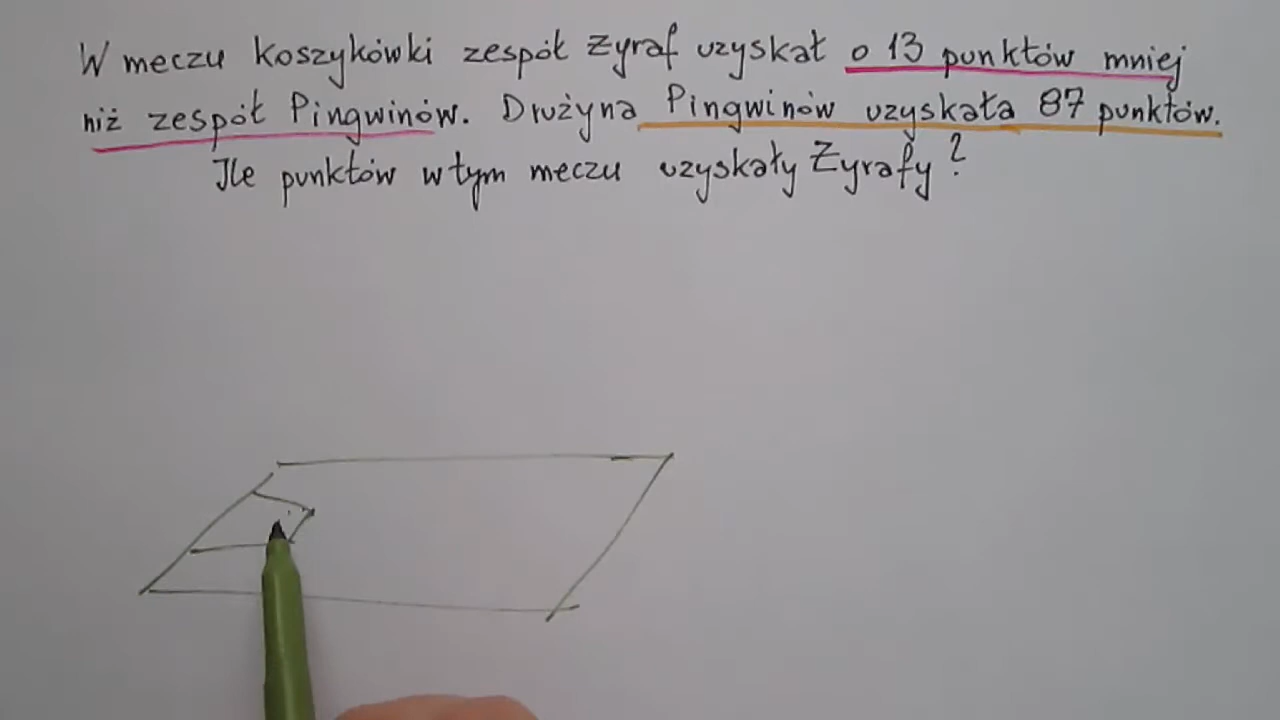 W meczu koszykówki zespół Żyraf uzyskał o 13 punktów mniej
niż zespół Pingwinów. Drużyna Pingwinów uzyskała 87 punktów.
Ile punktów w tym meczu uzyskały Żyrafy?